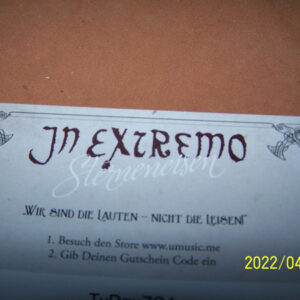 IN EXTREMO
Sterneneisen
„WIR SIND DIE LAUTEN – NICHT DIE LEISEN!"
1. Besuch den Store www.umusic.me
2. Gib Deinen Gutschein Code ein
2022/04